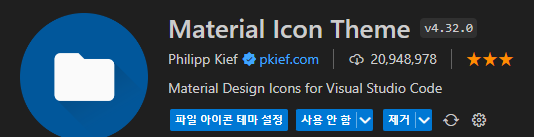 Material Icon Theme v4.32.0
Philipp Kief pkief.com | 20,948,978 |
Material Design Icons for Visual Studio Code
파일 아이콘 테마 설정 사용 안 함 제거